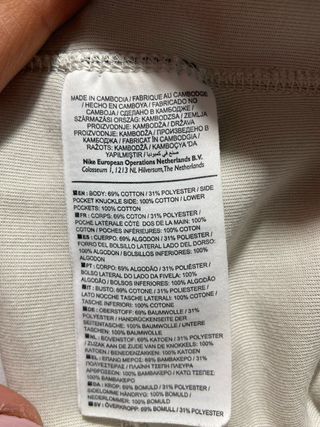 MADE IN CAMBODIA / FABRIQUÉ AU CAMBODGE
/ HECHO EN CAMBOYA / FABRICADO NO
CAMBOJA / СДЕЛАНО В КАМБОДЖЕ /
SZÁRMAZÁSI ORSZÁG: KAMBODZSA / ZEMLJA
PROIZVODNJE: KAMBODŽA / DRŽAVA
PROIZVODNJE: KAMBODŽA / ПРОИЗВЕДЕНО В
КАМБОДЖА / FABRICAT ÎN CAMBODGIA /
RAŽOTS: KAMBODŽĀ / KAMBOÇYA'DA
YAPILMIŞTIR /
Nike European Operations Netherlands B.V.
Colosseum 1, 1213 NL Hilversum, The Netherlands
EN: BODY: 69% COTTON / 31% POLYESTER / SIDE
POCKET KNUCKLE SIDE: 100% COTTON / LOWER
POCKETS: 100% COTTON
FR: CORPS: 69% COTON / 31% POLYESTER /
POCHE LATÉRALE CÔTÉ DOS DE LA MAIN: 100%
COTON / POCHES INFÉRIEURES: 100% COTON
ES: CUERPO: 69% ALGODÓN / 31% POLIÉSTER /
FORRO DEL BOLSILLO LATERAL LADO DEL DORSO:
100% ALGODÓN / BOLSILLOS INFERIORES: 100%
ALGODÓN
PT: CORPO: 69% ALGODÃO / 31% POLIÉSTER /
BOLSO LATERAL DO LADO DA FIVELA: 100%
ALGODÃO / BOLSOS INFERIORES: 100% ALGODÃO
IT: BUSTO: 69% COTONE / 31% POLIESTERE /
LATO NOCCHE TASCHE LATERALI: 100% COTONE /
TASCHE INFERIORI: 100% COTONE
DE: OBERSTOFF: 69% BAUMWOLLE / 31%
POLYESTER / HANDRÜCKENSEITE DER
SEITENTASCHE: 100% BAUMWOLLE / UNTERE
TASCHEN: 100% BAUMWOLLE
NL: BOVENSTOF: 69% KATOEN / 31% POLYESTER
/ ZIJZAK AAN DE ZIJDE VAN DE KNOKKELS: 100%
KATOEN / BENEDENZAKKEN: 100% KATOEN
EL: ΕΠΑΝΩ ΜΕΡΟΣ: 69% ΒΑΜΒΑΚΕΡΟ / 31%
ΠΟΛΥΕΣΤΕΡΑΣ / ΠΛΑΪΝΗ ΤΣΕΠΗ ΠΛΕΥΡΑ
ΑΡΘΡΩΣΕΩΝ: 100% ΒΑΜΒΑΚΕΡΟ / ΚΑΤΩ ΤΣΕΠΕΣ:
100% ΒΑΜΒΑΚΕΡΟ
DA: KROP: 69% BOMULD / 31% POLYESTER /
SIDELOMME HÅNDRYG: 100% BOMULD /
NEDERLOMMER: 100% BOMULD
SV: ÖVERKROPP: 69% BOMULL / 31% POLYESTER